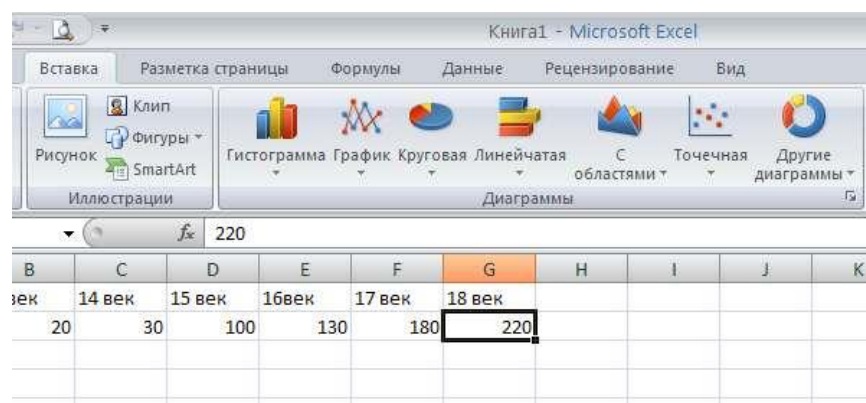 Книга1 - Microsoft Excel
Вставка Разметка страницы Формулы Данные Рецензирование Вид
Рисунок
Клип
Фигуры
SmartArt
Гистограмма График Круговая Линейчатая С областями Точечная Другие диаграммы
Иллюстрации Диаграммы
fx 220
B C D E F G H I J K
век 14 век 15 век 16век 17 век 18 век
20 30 100 130 180 220